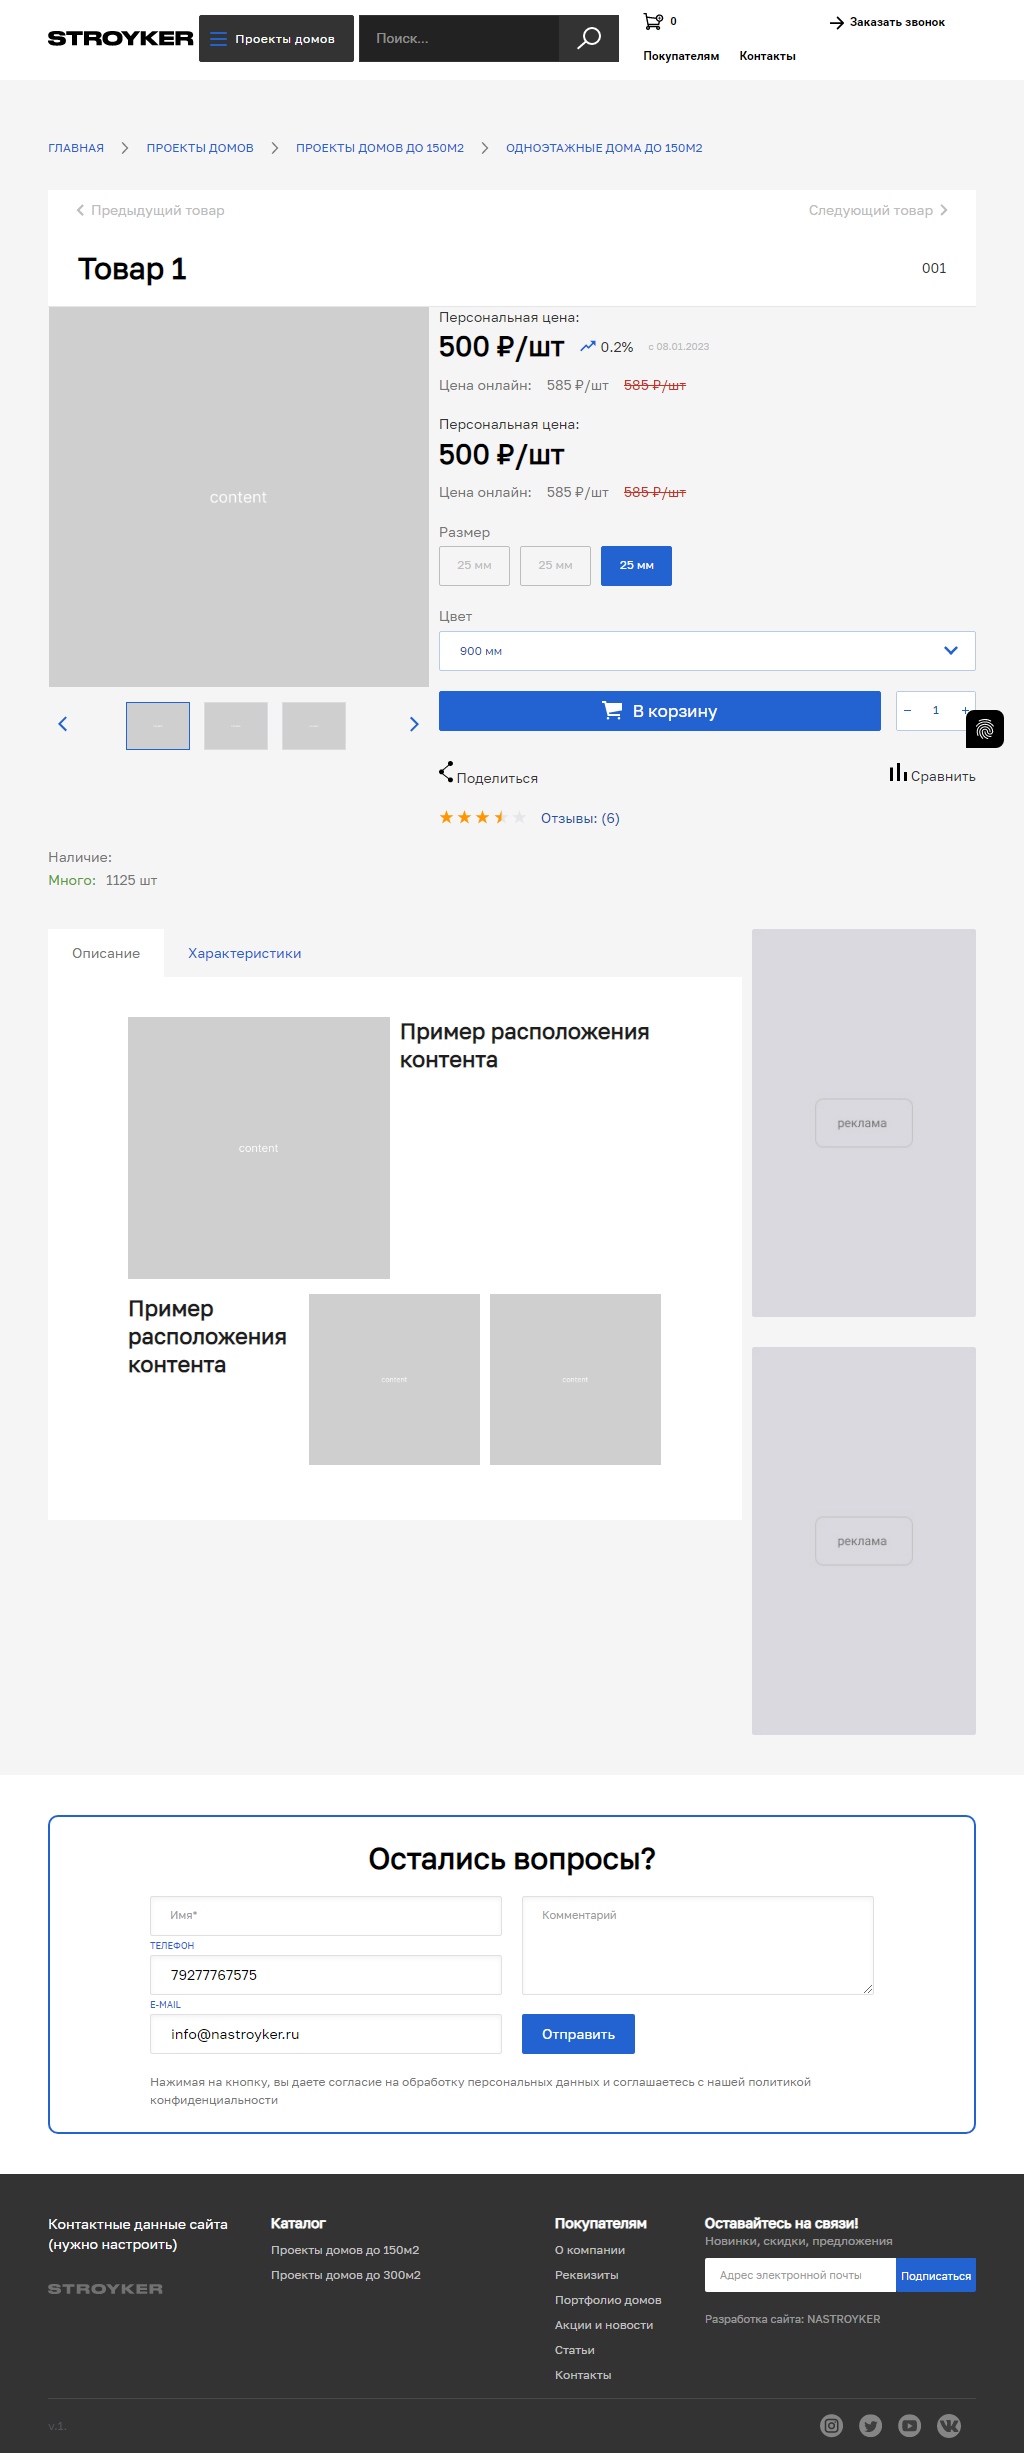 STROYKER
Проекты домов
Поиск...
0
Заказать звонок
Покупателям Контакты
ГЛАВНАЯ ПРОЕКТЫ ДОМОВ ПРОЕКТЫ ДОМОВ ДО 150М2 ОДНОЭТАЖНЫЕ ДОМА ДО 150М2
Предыдущий товар Следующий товар
Товар 1
001
content
Персональная цена:
500 ₽/шт 0.2% с 08.01.2023
Цена онлайн: 585 ₽/шт 585 ₽/шт
Персональная цена:
500 ₽/шт
Цена онлайн: 585 ₽/шт 585 ₽/шт
Размер
25 мм 25 мм 25 мм
Цвет
900 мм
В корзину
− 1 +
Поделиться
Сравнить
Отзывы: (6)
Наличие:
Много: 1125 шт
Описание Характеристики
content
Пример расположения
контента
Пример
расположения
контента
content
content
реклама
реклама
Остались вопросы?
Имя*
ТЕЛЕФОН
79277767575
E-MAIL
info@nastroyker.ru
Комментарий
Отправить
Нажимая на кнопку, вы даете согласие на обработку персональных данных и соглашаетесь с нашей политикой
конфиденциальности
Контактные данные сайта
(нужно настроить)
STROYKER
Каталог
Проекты домов до 150м2
Проекты домов до 300м2
Покупателям
О компании
Реквизиты
Портфолио домов
Акции и новости
Статьи
Контакты
Оставайтесь на связи!
Новинки, скидки, предложения
Адрес электронной почты
Подписаться
Разработка сайта: NASTROYKER
v.1.